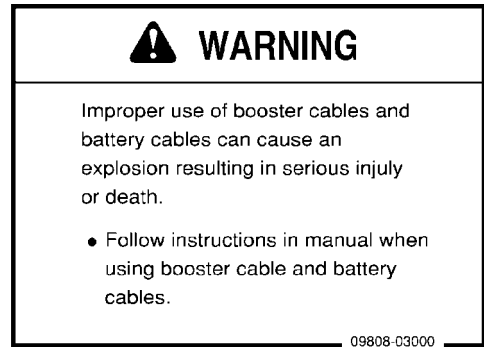 WARNING
Improper use of booster cables and
battery cables can cause an
explosion resulting in serious injuly
or death.
● Follow instructions in manual when
using booster cable and battery
cables.
09808-03000